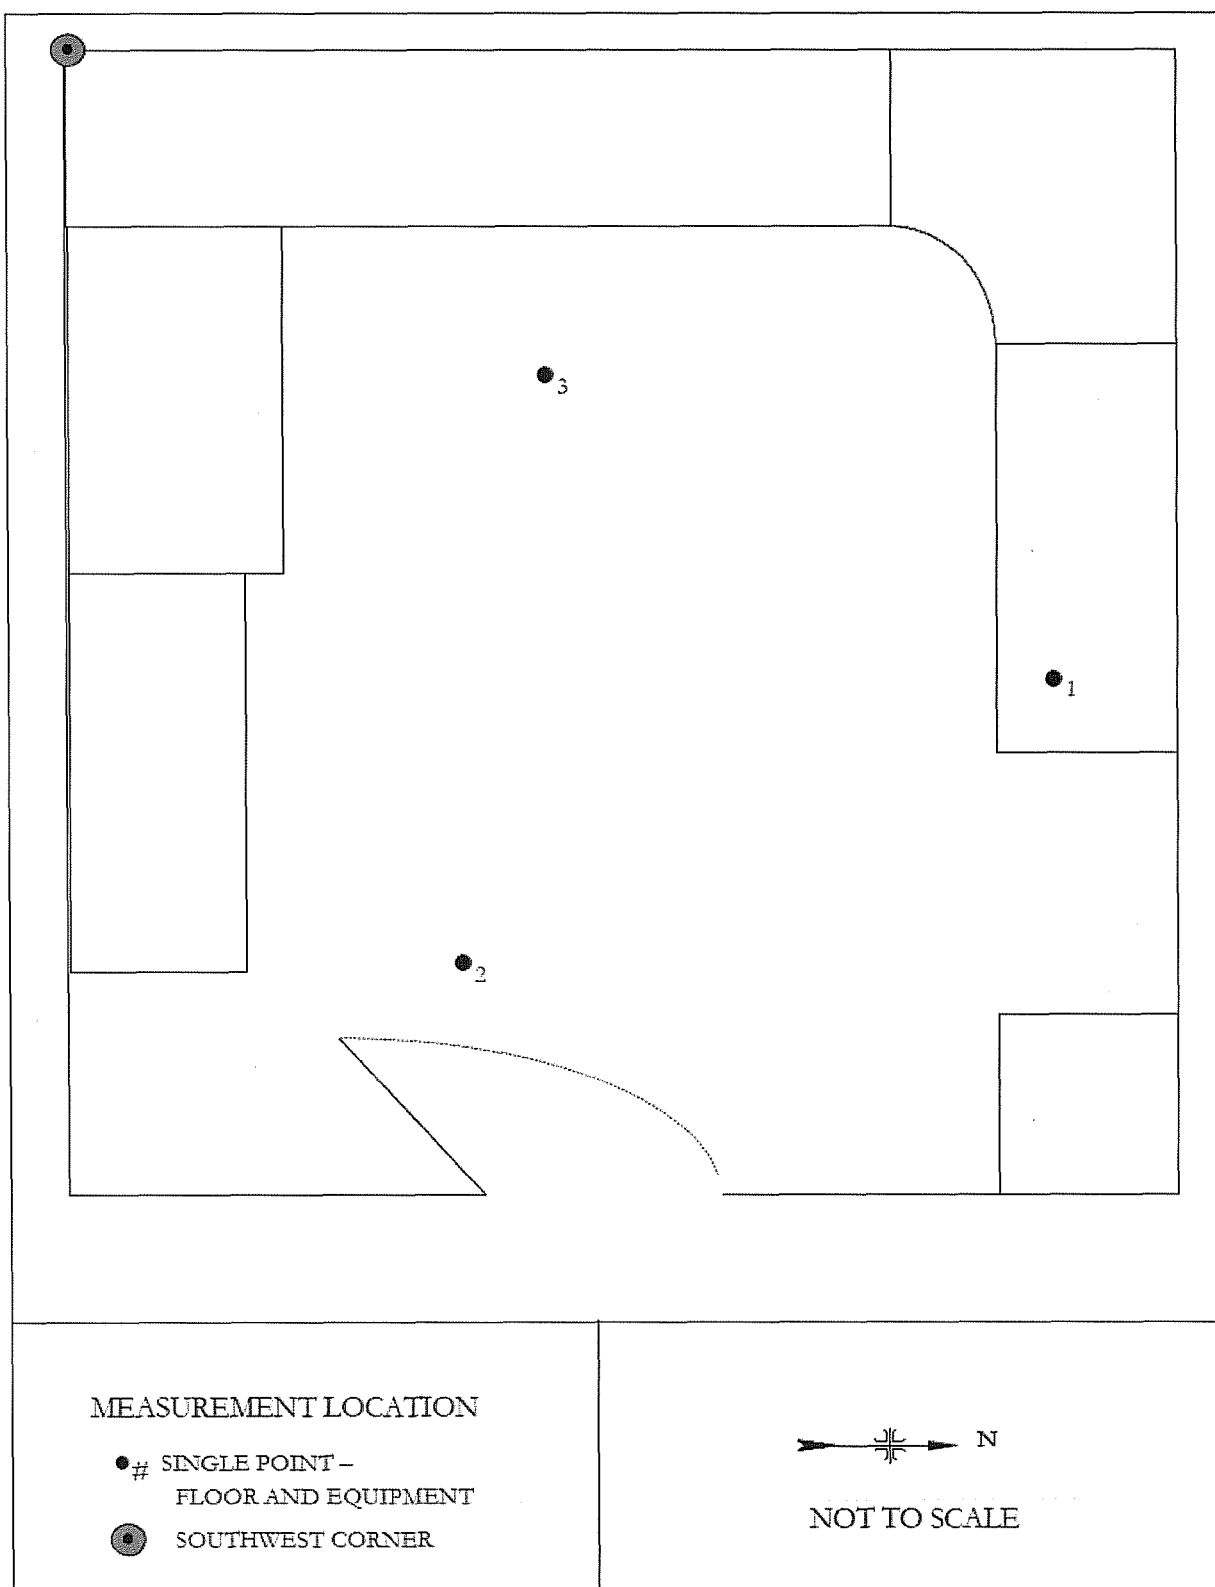 3
1
2
MEASUREMENT LOCATION
# SINGLE POINT –
FLOOR AND EQUIPMENT
SOUTHWEST CORNER
N
NOT TO SCALE